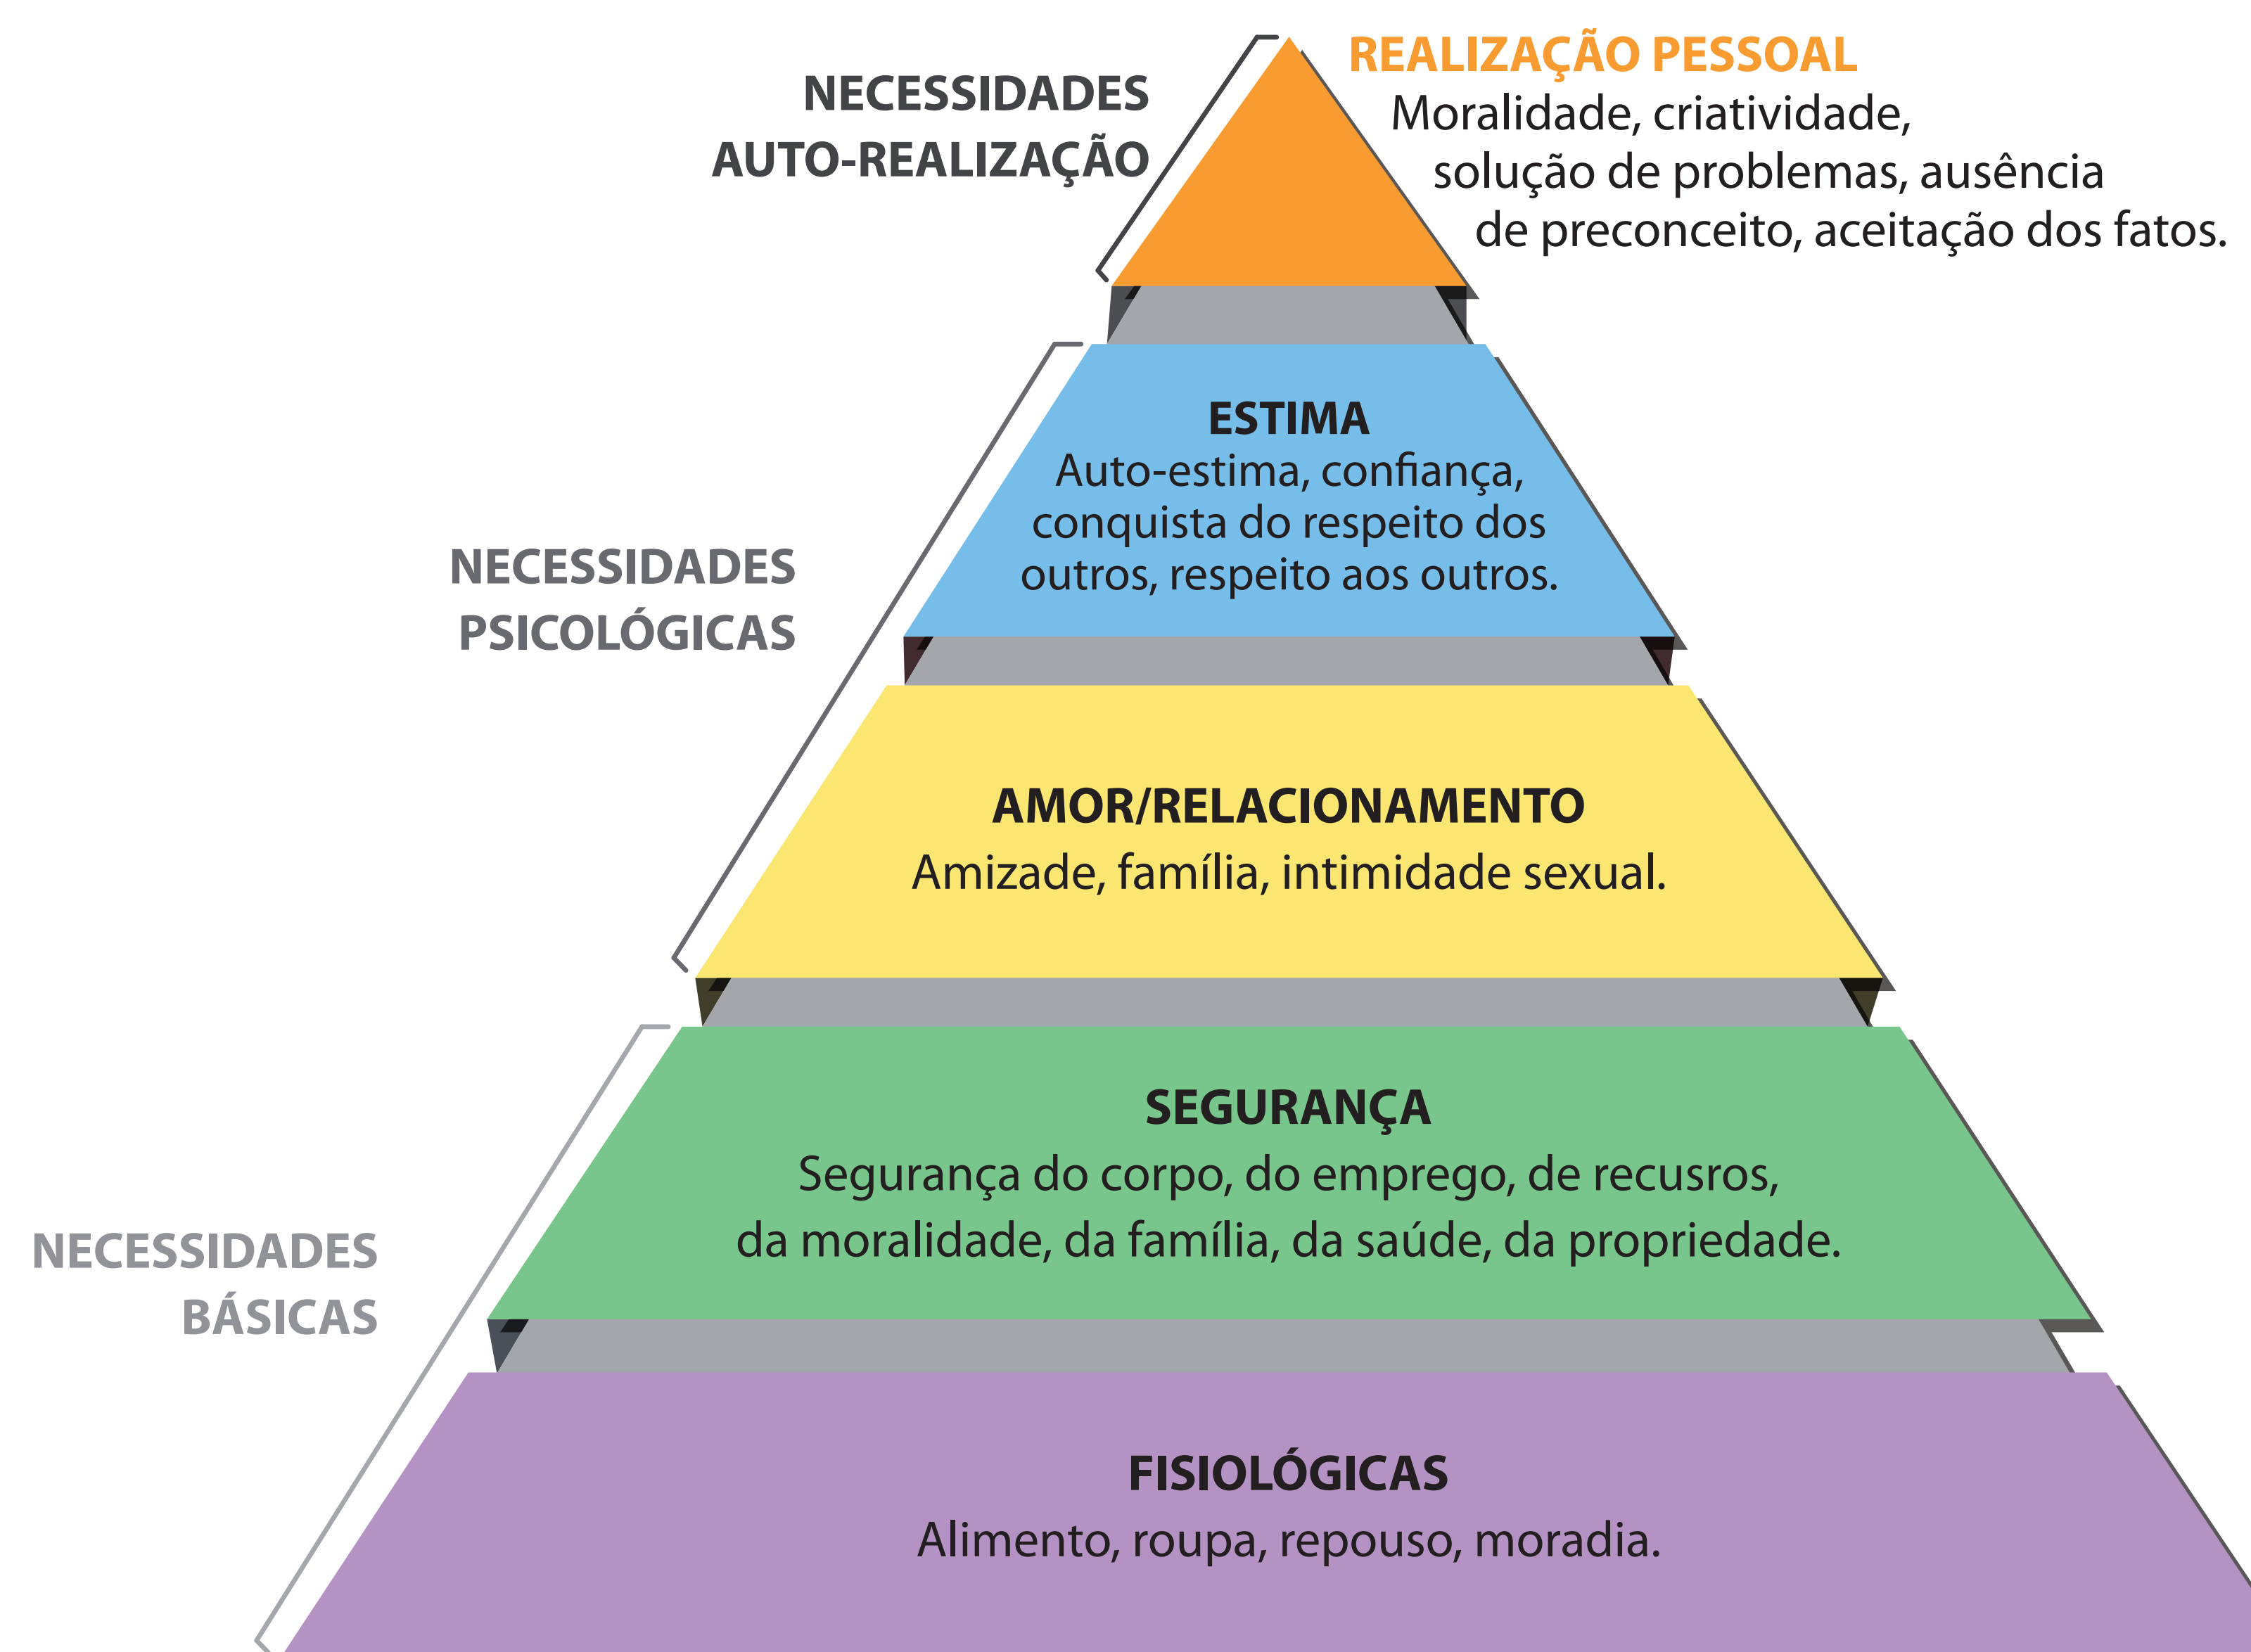 NECESSIDADES
AUTO-REALIZAÇÃO
REALIZAÇÃO PESSOAL
Moralidade, criatividade,
solução de problemas, ausência
de preconceito, aceitação dos fatos.
NECESSIDADES
PSICOLÓGICAS
ESTIMA
Auto-estima, confiança,
conquista do respeito dos
outros, respeito aos outros.
AMOR/RELACIONAMENTO
Amizade, família, intimidade sexual.
NECESSIDADES
BÁSICAS
SEGURANÇA
Segurança do corpo, do emprego, de recusros,
da moralidade, da família, da saúde, da propriedade.
FISIOLÓGICAS
Alimento, roupa, repouso, moradia.